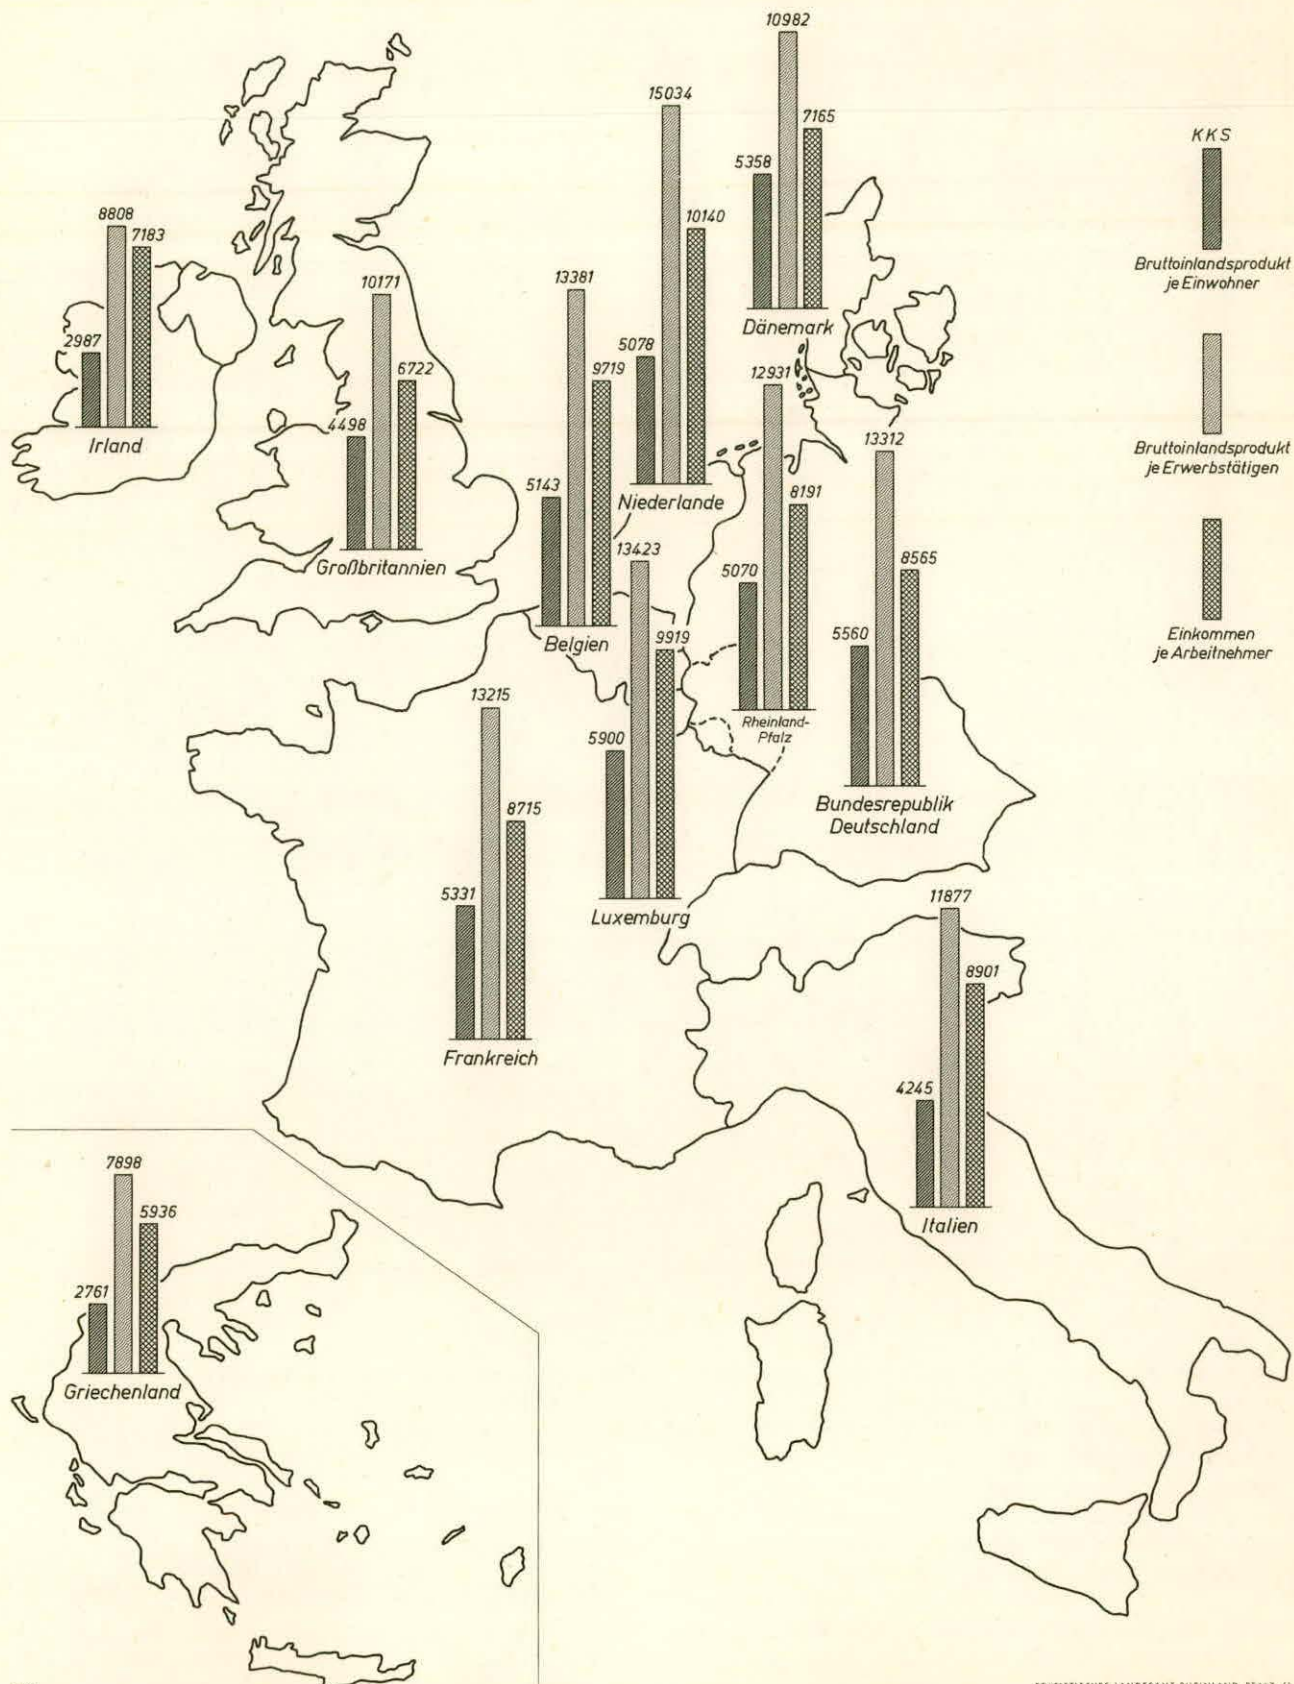 10982
15034
7165
5358
KKS
Bruttoinlandsprodukt
je Einwohner
8808
7183
2987
Irland
10140
13381
10171
5078
Dänemark
Bruttoinlandsprodukt
je Erwerbstätigen
6722
4498
Großbritannien
9719
5143
Belgien
Niederlande
12931
8191
5070
Rheinland-
Pfalz
13312
8565
5560
Bundesrepublik
Deutschland
Einkommen
je Arbeitnehmer
13423
9919
5900
Luxemburg
13215
8715
5331
Frankreich
11877
8901
4245
Italien
7898
5936
2761
Griechenland